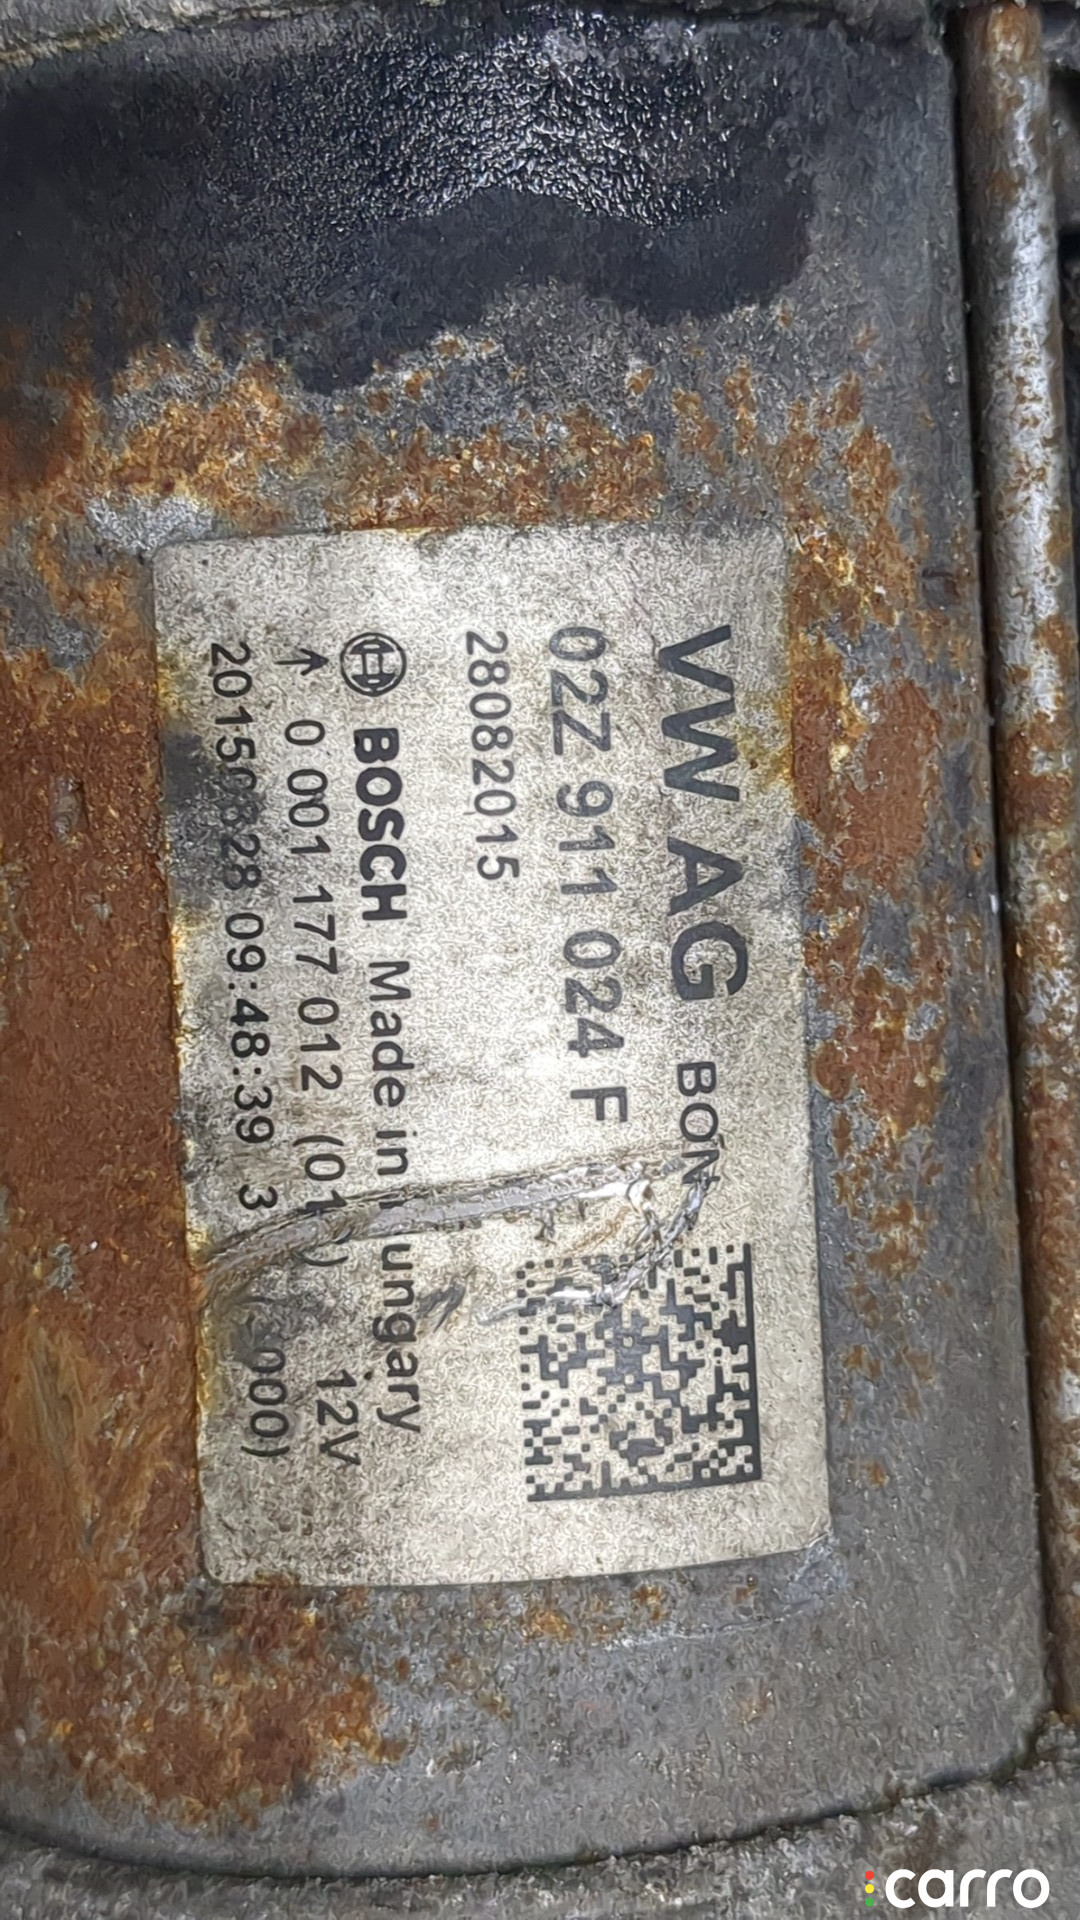 VW AG BON
02Z 911 024 F
28082015
BOSCH Made in Hungary
0 001 177 012 12V
09:48:39 3 000)
carro